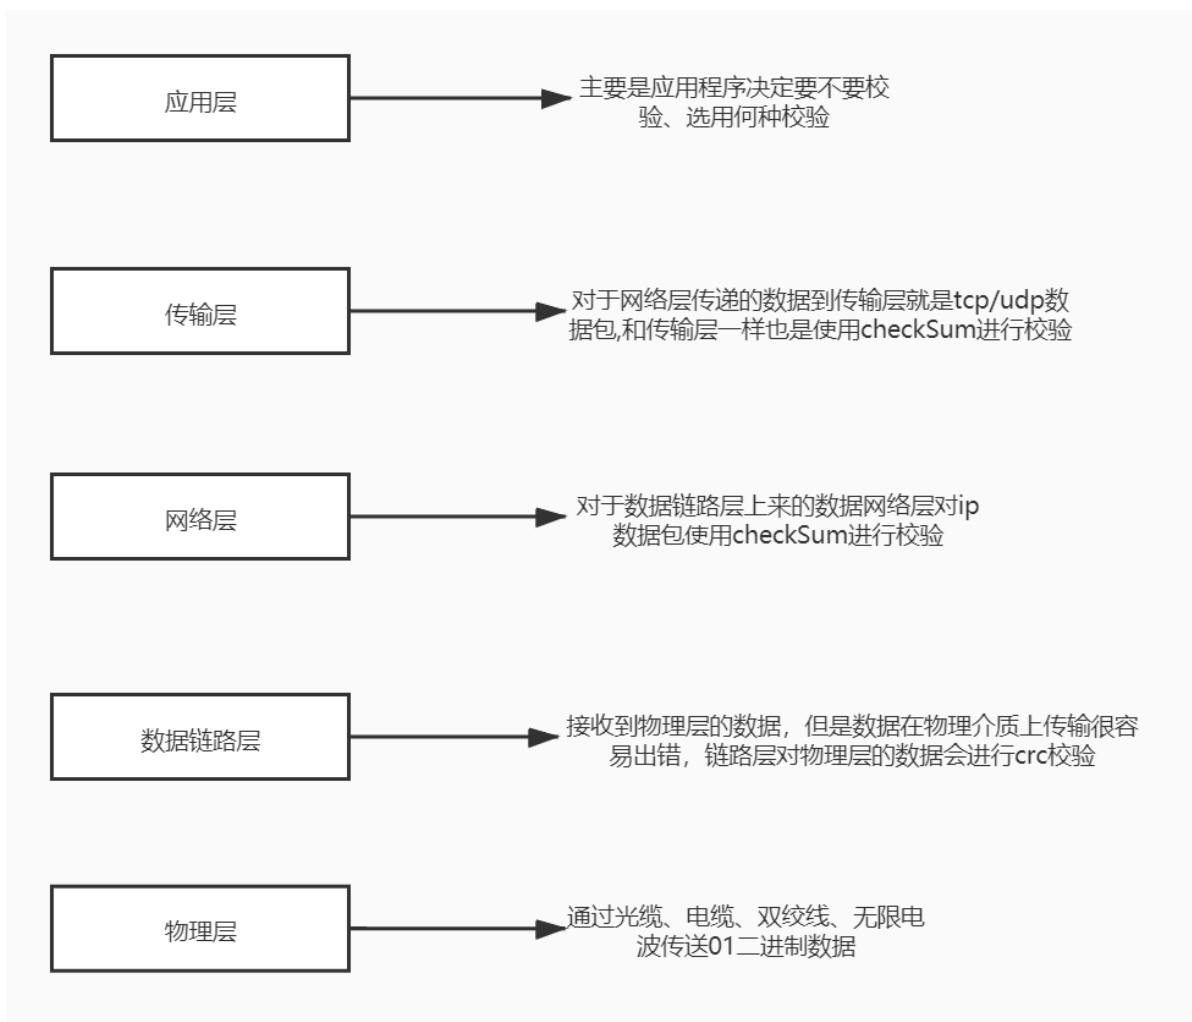 应用层
主要是应用程序决定要不要校
验、选用何种校验
传输层
对于网络层传递的数据到传输层就是tcp/udp数
据包,和传输层一样也是使用checkSum进行校验
网络层
对于数据链路层上来的数据网络层对ip
数据包使用checkSum进行校验
数据链路层
接收到物理层的数据，但是数据在物理介质上传输很容
易出错，链路层对物理层的数据会进行crc校验
物理层
通过光缆、电缆、双绞线、无限电
波传送01二进制数据